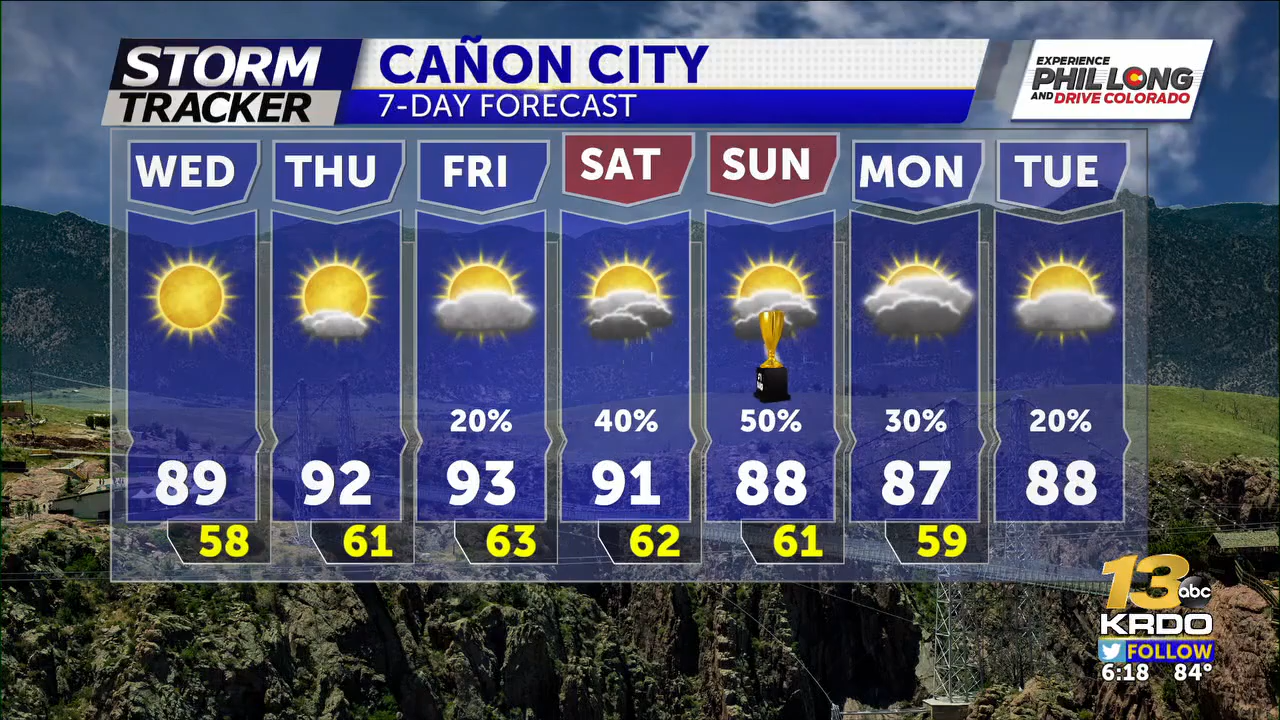 STORM
TRACKER
CAÑON CITY
7-DAY FORECAST
EXPERIENCE
PHIL LONG
AND DRIVE COLORADO
WED THU FRI SAT SUN MON TUE
20% 40% 50% 30% 20%
89 92 93 91 88 87 88
58 61 63 62 61 59
13 abc
KRDO
FOLLOW
6:18 84°